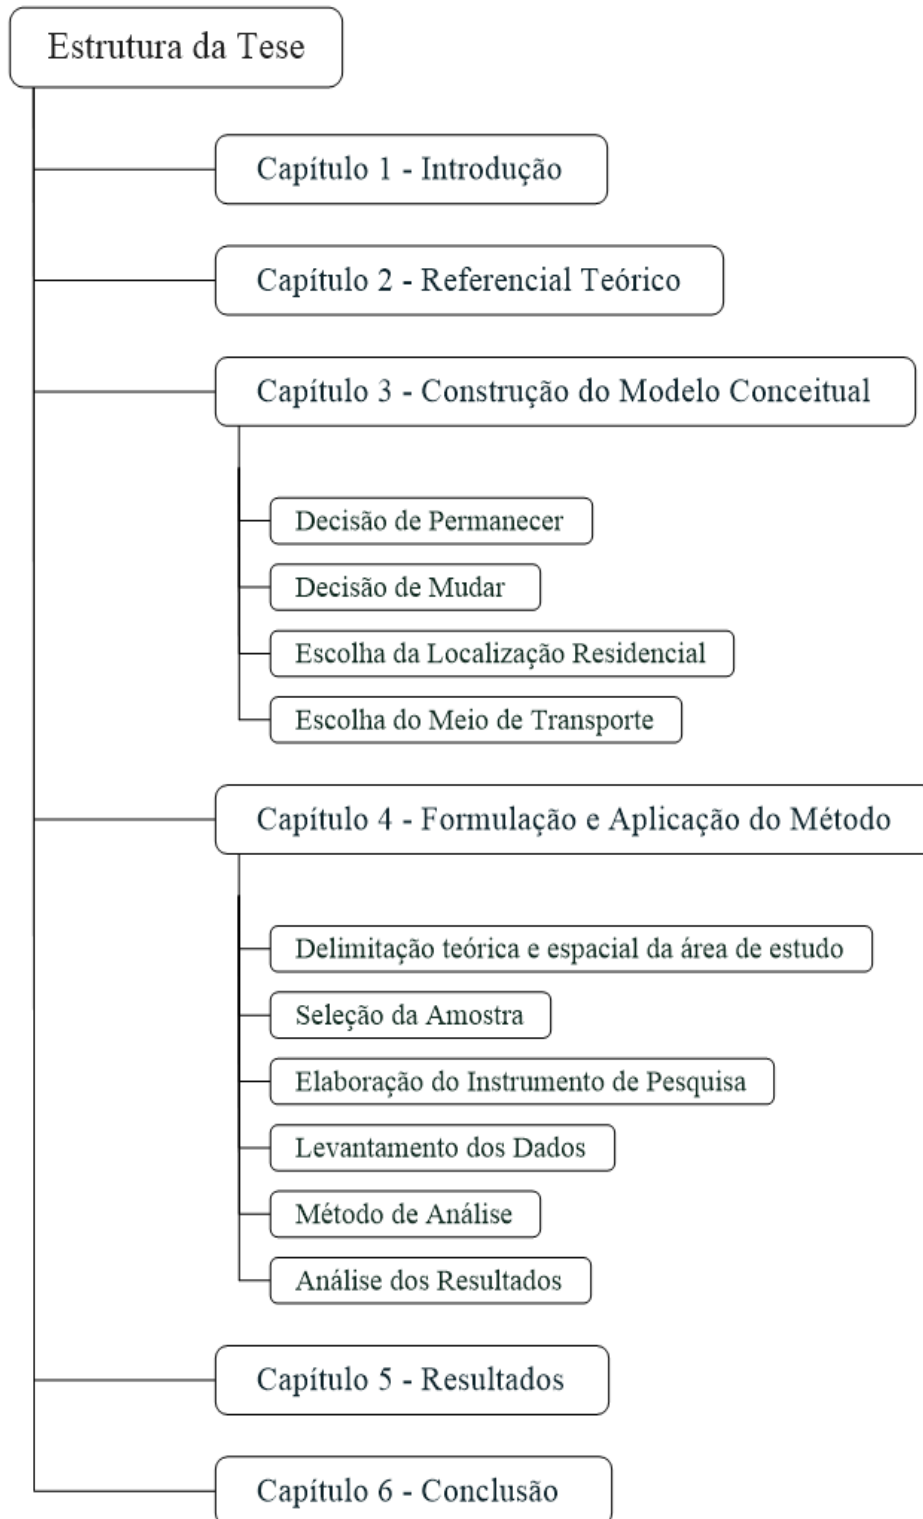 Estrutura da Tese
Capítulo 1 - Introdução
Capítulo 2 - Referencial Teórico
Capítulo 3 - Construção do Modelo Conceitual
Decisão de Permanecer
Decisão de Mudar
Escolha da Localização Residencial
Escolha do Meio de Transporte
Capítulo 4 - Formulação e Aplicação do Método
Delimitação teórica e espacial da área de estudo
Seleção da Amostra
Elaboração do Instrumento de Pesquisa
Levantamento dos Dados
Método de Análise
Análise dos Resultados
Capítulo 5 - Resultados
Capítulo 6 - Conclusão